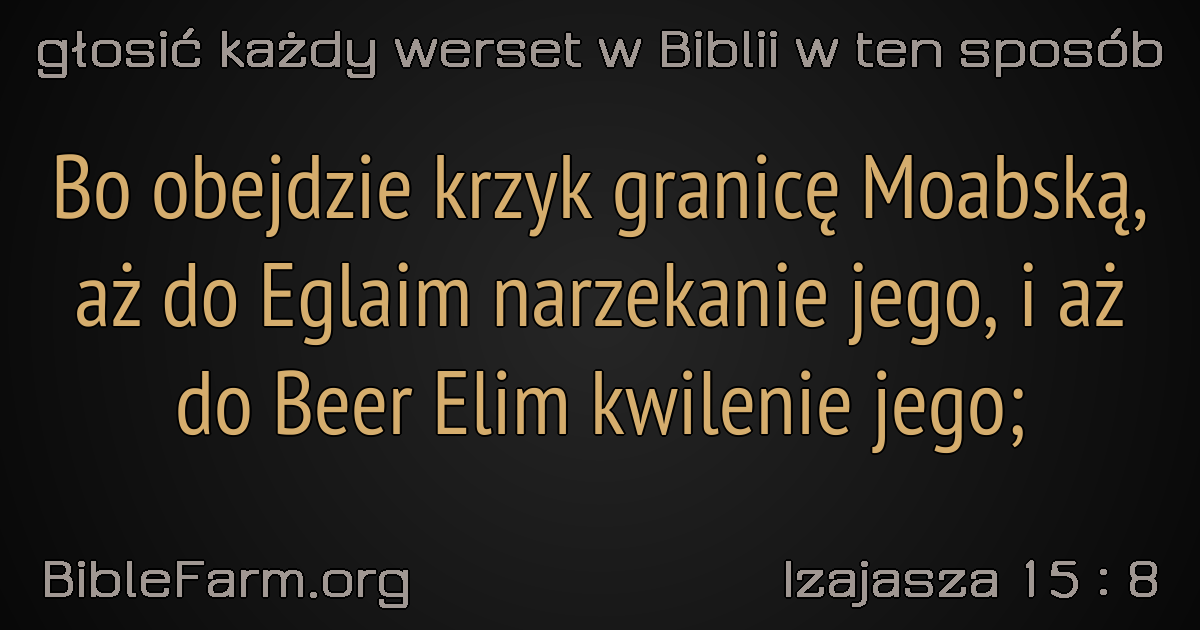 głosić każdy werset w Biblii w ten sposób
Bo obejdzie krzyk granicę Moabską,
aż do Eglaim narzekanie jego, i aż
do Beer Elim kwilenie jego;
BibleFarm.org
Izajasza 15 : 8